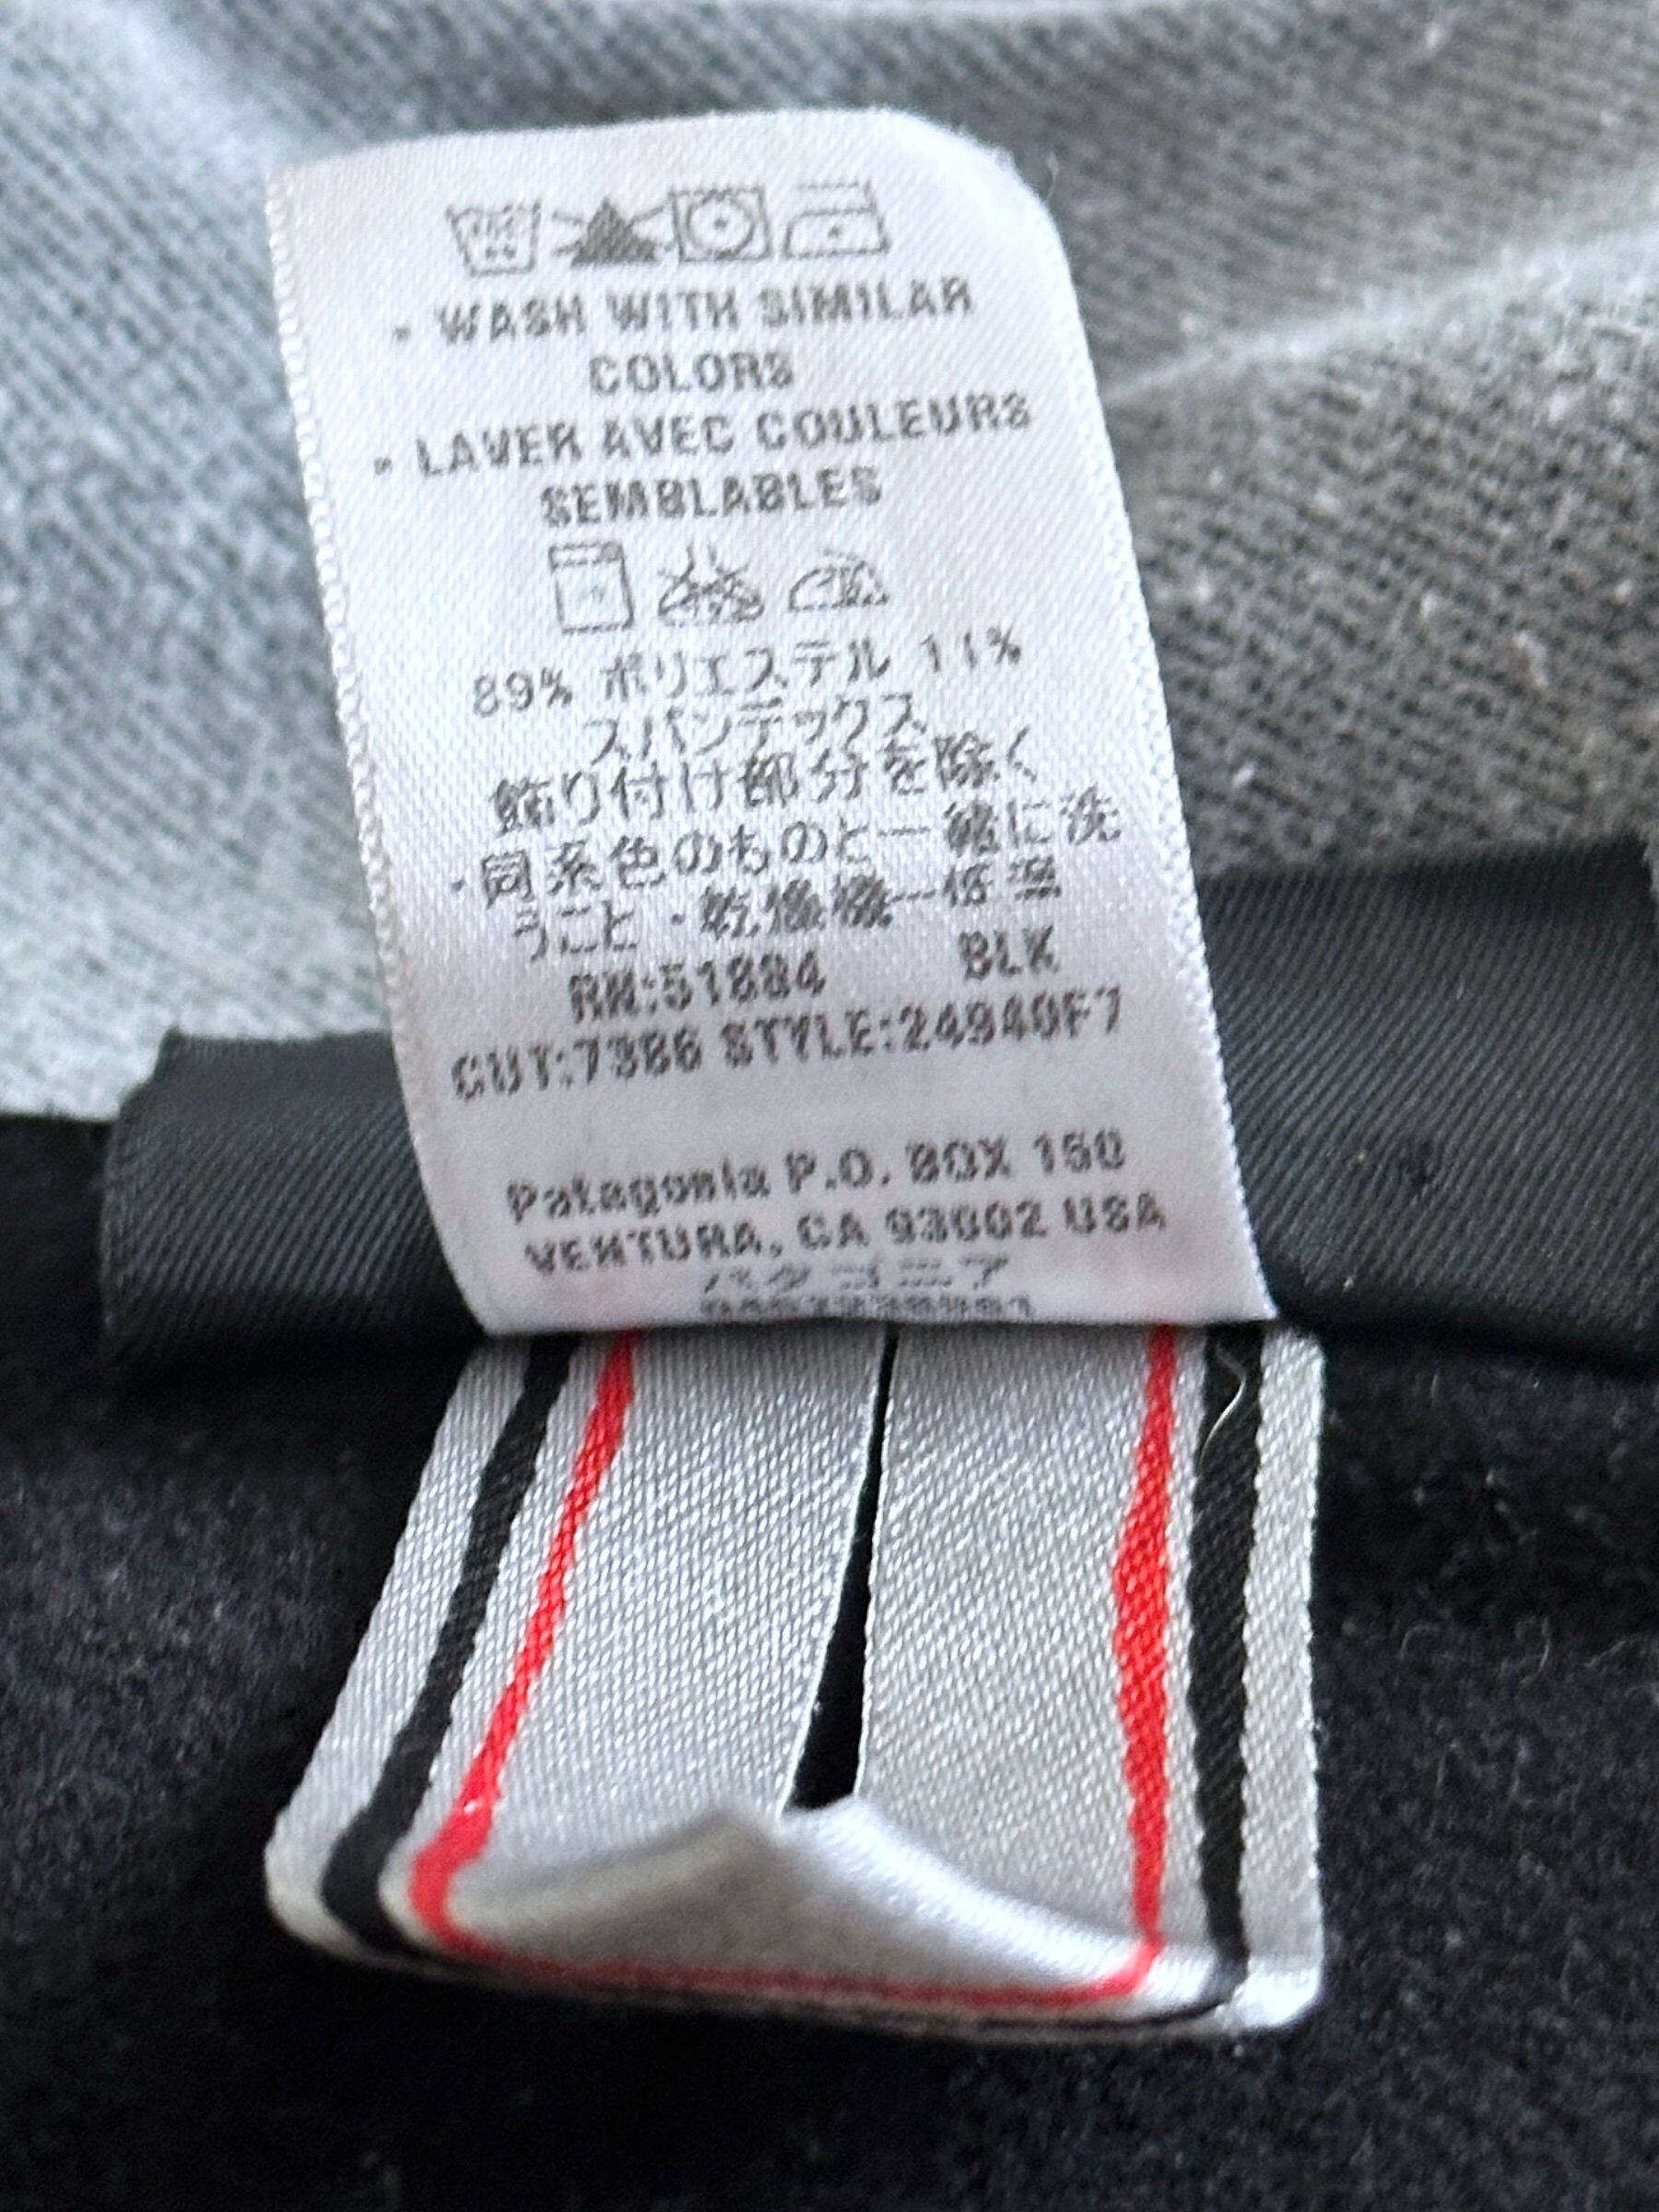 - WASH WITH SIMILAR
COLORS
- LAVER AVEC COULEURS
SEMBLABLES
89% ポリエステル 11%
スパンデックス
飾り付け部分を除く
・同系色のものと一緒に洗
うこと ・乾燥機一低温
RN:51884 BLK
CUT:7386 STYLE:24940F7
Patagonia P.O. BOX 150
VENTURA, CA 93002 USA
パタゴニア